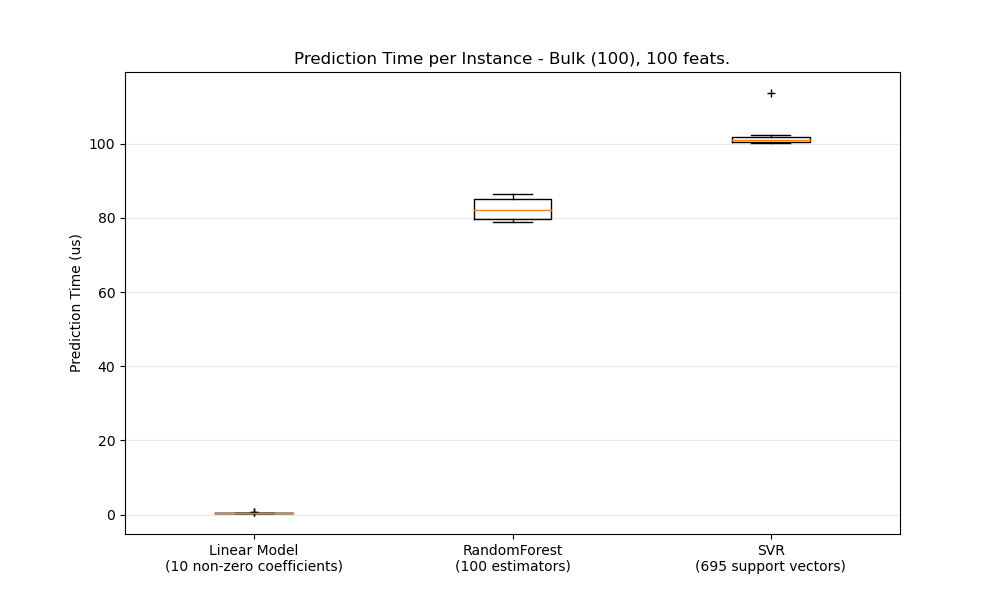 Prediction Time per Instance - Bulk (100), 100 feats.
Prediction Time (us)
100
80
60
40
20
0
Linear Model
(10 non-zero coefficients)
RandomForest
(100 estimators)
SVR
(695 support vectors)